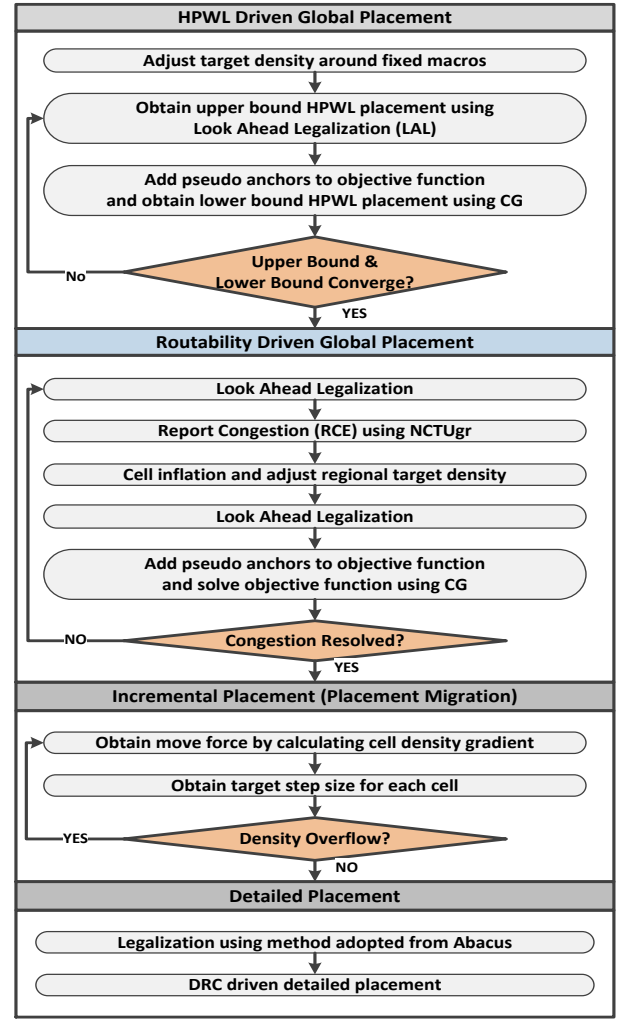 HPWL Driven Global Placement
Adjust target density around fixed macros
Obtain upper bound HPWL placement using
Look Ahead Legalization (LAL)
Add pseudo anchors to objective function
and obtain lower bound HPWL placement using CG
Upper Bound &
Lower Bound Converge?
No
YES
Routability Driven Global Placement
Look Ahead Legalization
Report Congestion (RCE) using NCTUgr
Cell inflation and adjust regional target density
Look Ahead Legalization
Add pseudo anchors to objective function
and solve objective function using CG
Congestion Resolved?
NO
YES
Incremental Placement (Placement Migration)
Obtain move force by calculating cell density gradient
Obtain target step size for each cell
Density Overflow?
YES
NO
Detailed Placement
Legalization using method adopted from Abacus
DRC driven detailed placement